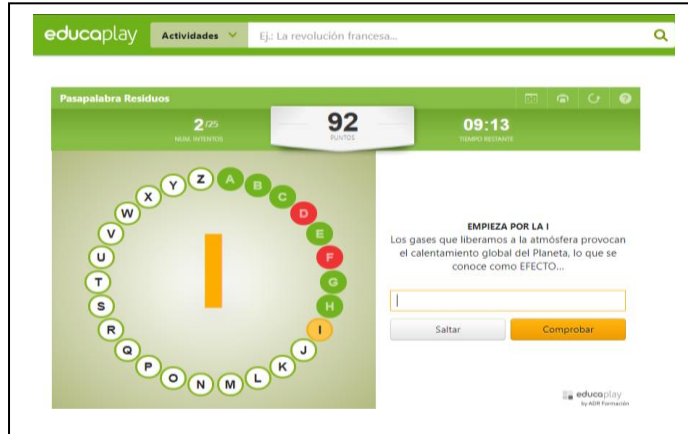 educaplay
Actividades
Ej.: La revolución francesa...
Pasapalabra Residuos
2/25
NUM. INTENTOS
92
PUNTOS
09:13
TIEMPO RESTANTE
A
B
C
D
E
F
G
H
I
J
K
L
M
N
O
P
Q
R
S
T
U
V
W
X
Y
Z
I
EMPIEZA POR LA I
Los gases que liberamos a la atmósfera provocan
el calentamiento global del Planeta, lo que se
conoce como EFECTO...
Saltar
Comprobar
educaplay
by ADR Formación